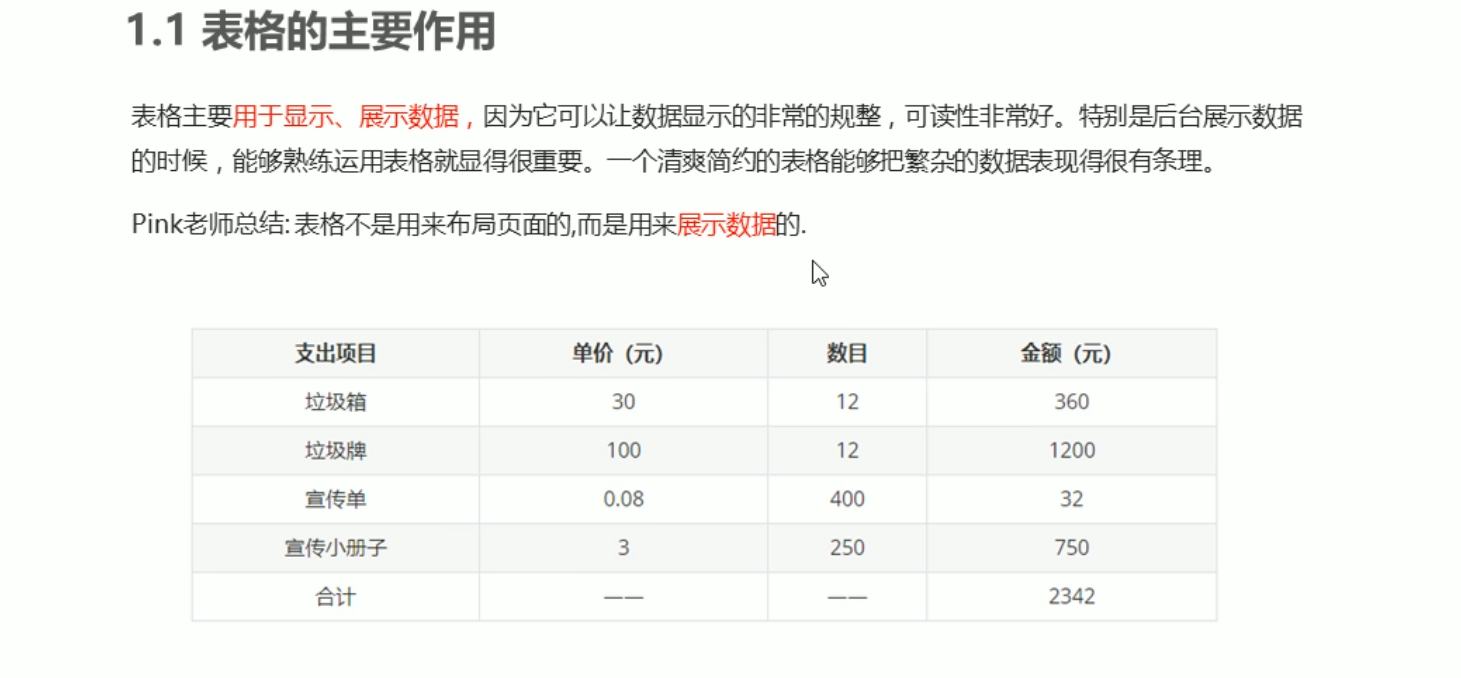 1.1 表格的主要作用
表格主要用于显示、展示数据，因为它可以让数据显示的非常的规整，可读性非常好。特别是后台展示数据
的时候，能够熟练运用表格就显得很重要。一个清爽简约的表格能够把繁杂的数据表现得很有条理。
Pink老师总结: 表格不是用来布局页面的,而是用来展示数据的.
支出项目 单价（元） 数目 金额（元）
垃圾箱 30 12 360
垃圾牌 100 12 1200
宣传单 0.08 400 32
宣传小册子 3 250 750
合计 —— —— 2342